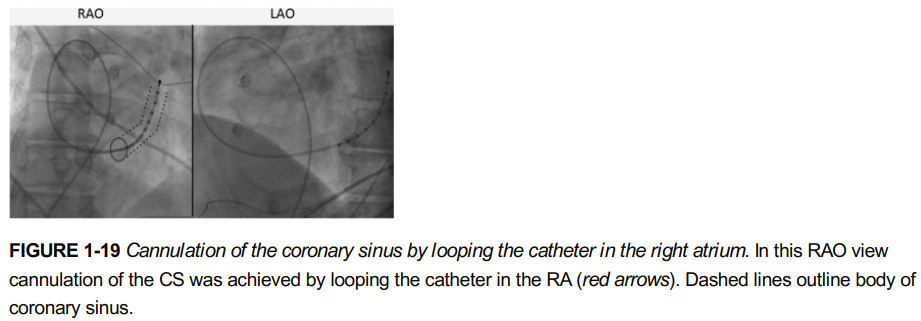 RAO LAO
FIGURE 1-19 Cannulation of the coronary sinus by looping the catheter in the right atrium. In this RAO view
cannulation of the CS was achieved by looping the catheter in the RA (red arrows). Dashed lines outline body of
coronary sinus.